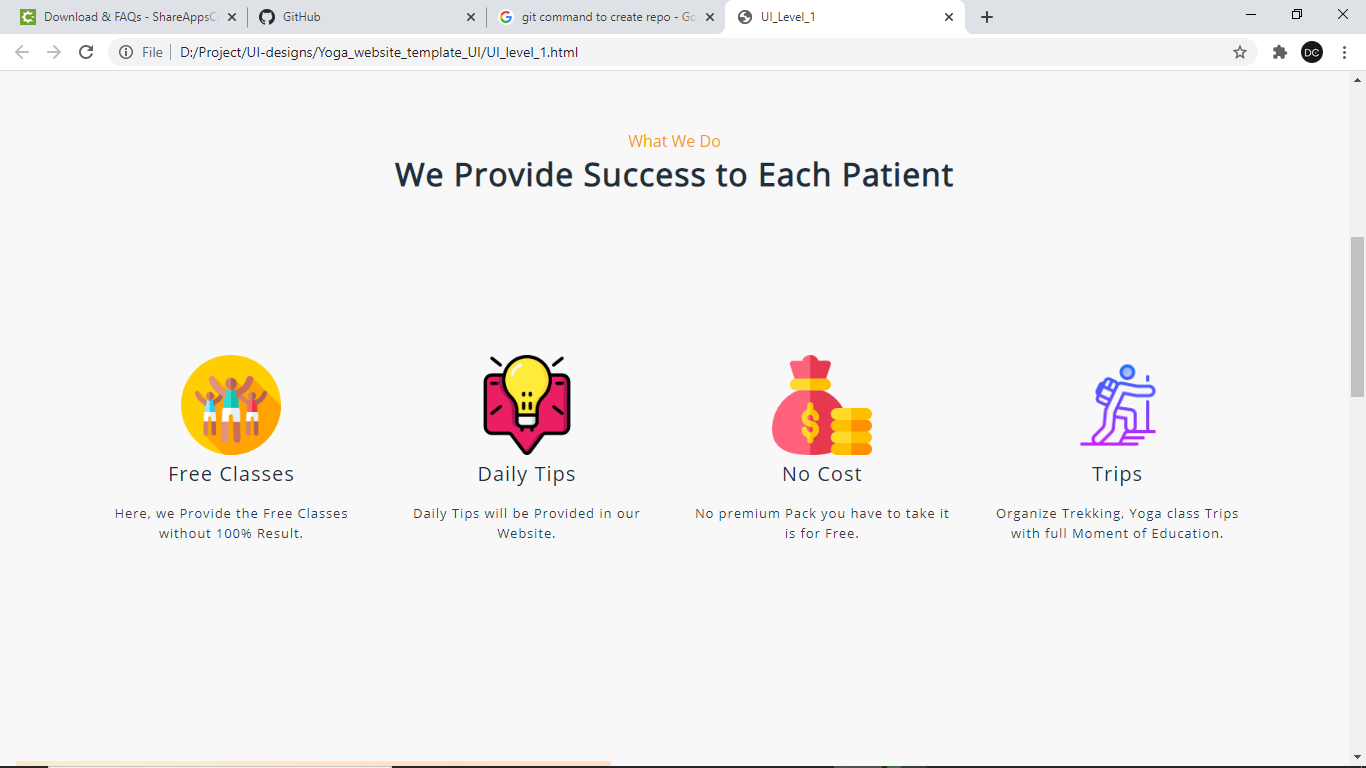 Download & FAQs - ShareAppsC
GitHub
git command to create repo - Go
UI_Level_1
File
D:/Project/UI-designs/Yoga_website_template_UI/UI_level_1.html
DC
What We Do
We Provide Success to Each Patient
$
Free Classes
Daily Tips
No Cost
Trips
Here, we Provide the Free Classes
without 100% Result.
Daily Tips will be Provided in our
Website.
No premium Pack you have to take it
is for Free.
Organize Trekking, Yoga class Trips
with full Moment of Education.